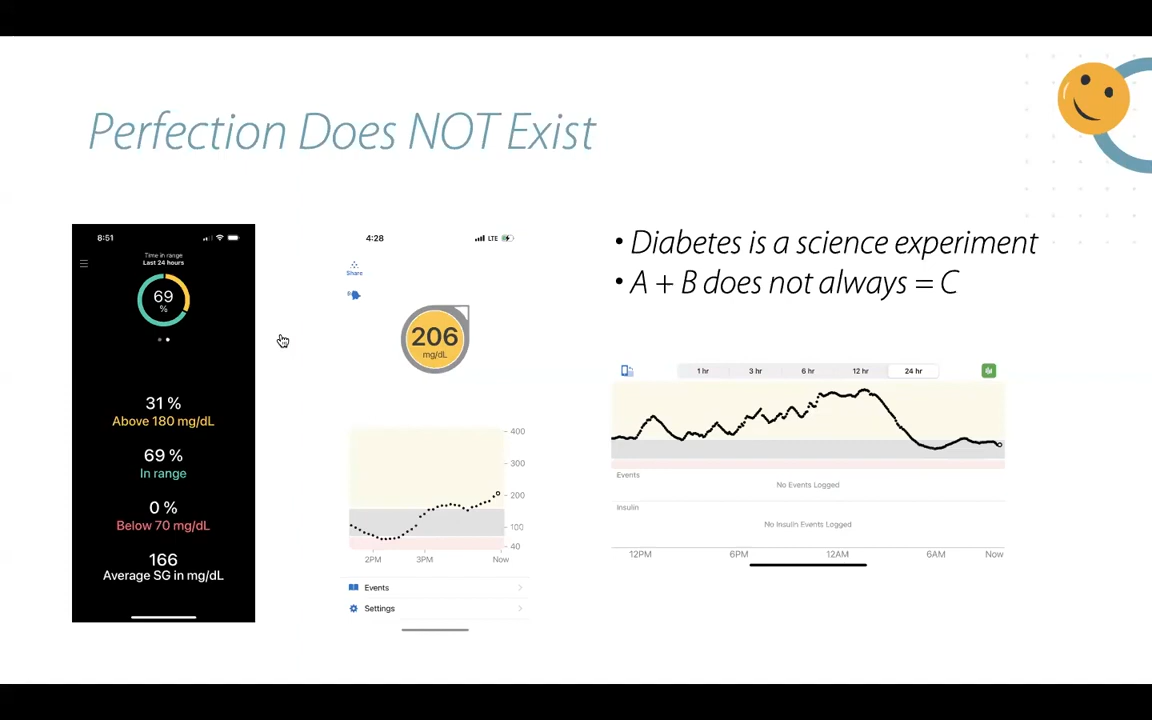 Perfection Does NOT Exist
8:51
Time in range
Last 24 hours
69
%
31 %
Above 180 mg/dL
69 %
In range
0 %
Below 70 mg/dL
166
Average SG in mg/dL
4:28
LTE
Share
206
mg/dL
400
300
200
100
40
2PM 3PM Now
Events
Settings
• Diabetes is a science experiment
• A + B does not always = C
1 hr 3 hr 6 hr 12 hr 24 hr
Events
No Events Logged
Insulin
No Insulin Events Logged
12PM 6PM 12AM 6AM Now